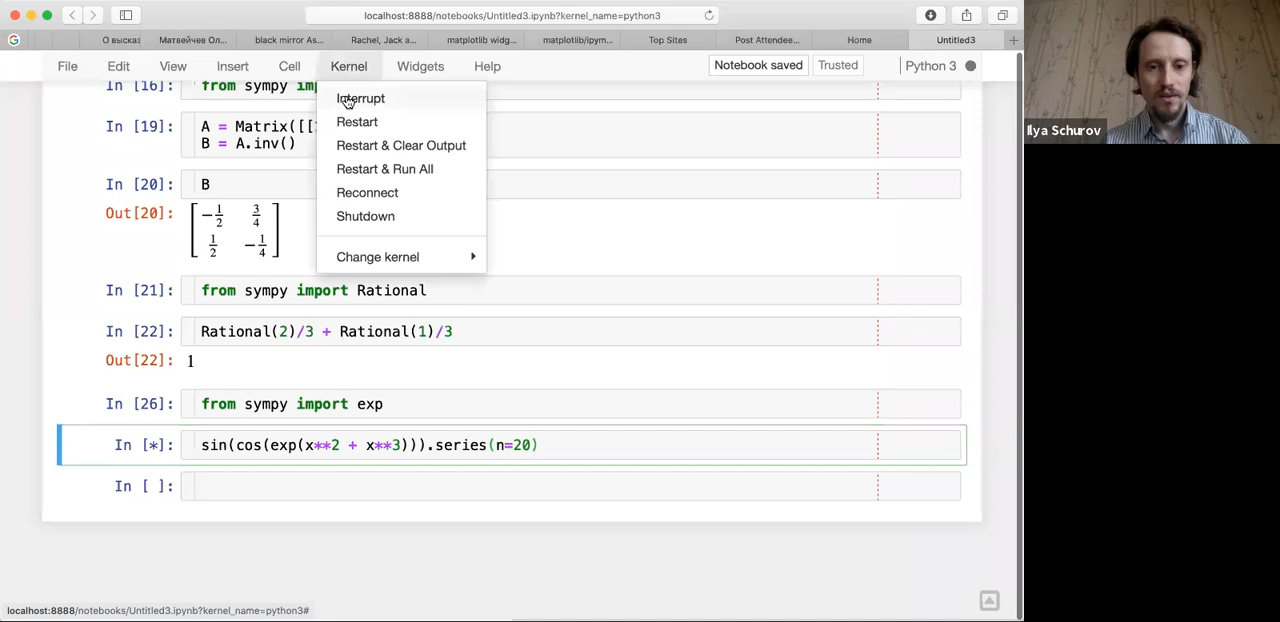 localhost:8888/notebooks/Untitled3.ipynb?kernel_name=python3
О высказ Матвейчев Ол... black mirror As... Rachel, Jack a... matplotlib widg... matplotlib/ipym... Top Sites Post Attendee... Home Untitled3
File Edit View Insert Cell Kernel Widgets Help Notebook saved Trusted Python 3
In [16]: from sympy imp
Interrupt
Restart
Restart & Clear Output
Restart & Run All
Reconnect
Shutdown
Change kernel
In [19]: A = Matrix([[
B = A.inv()
In [20]: B
Out[20]: [−1/2 3/4
1/2 −1/4]
In [21]: from sympy import Rational
In [22]: Rational(2)/3 + Rational(1)/3
Out[22]: 1
In [26]: from sympy import exp
In [*]: sin(cos(exp(x**2 + x**3))).series(n=20)
In [ ]:
localhost:8888/notebooks/Untitled3.ipynb?kernel_name=python3#
Ilya Schurov